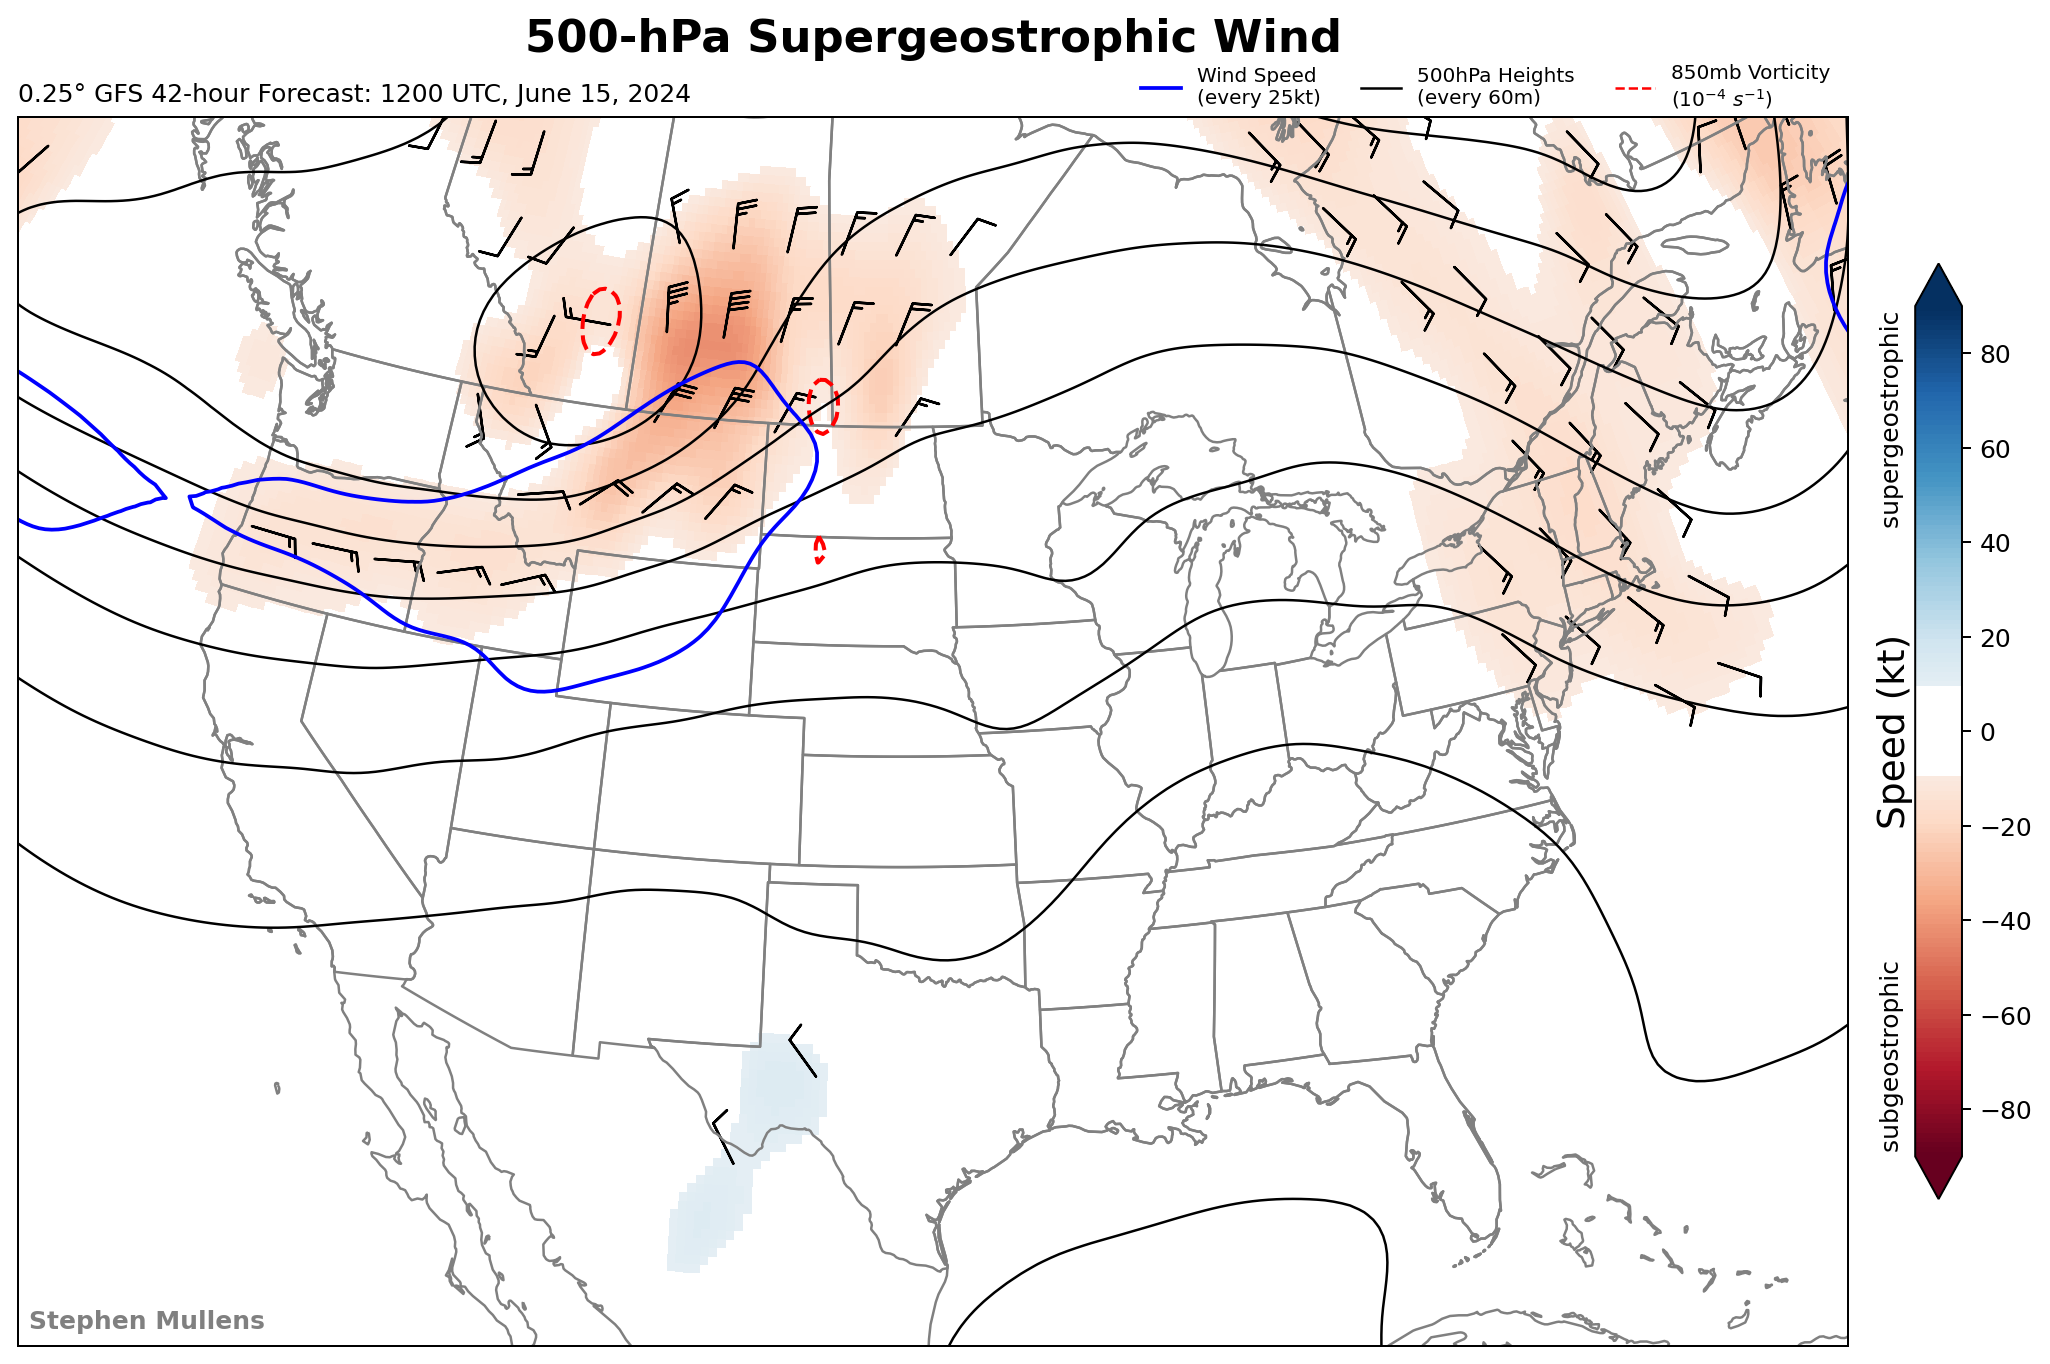 500-hPa Supergeostrophic Wind
0.25° GFS 42-hour Forecast: 1200 UTC, June 15, 2024
Wind Speed
(every 25kt)
500hPa Heights
(every 60m)
850mb Vorticity
(10⁻⁴ s⁻¹)
supergeostrophic
Speed (kt)
subgeostrophic
80
60
40
20
0
−20
−40
−60
−80
Stephen Mullens